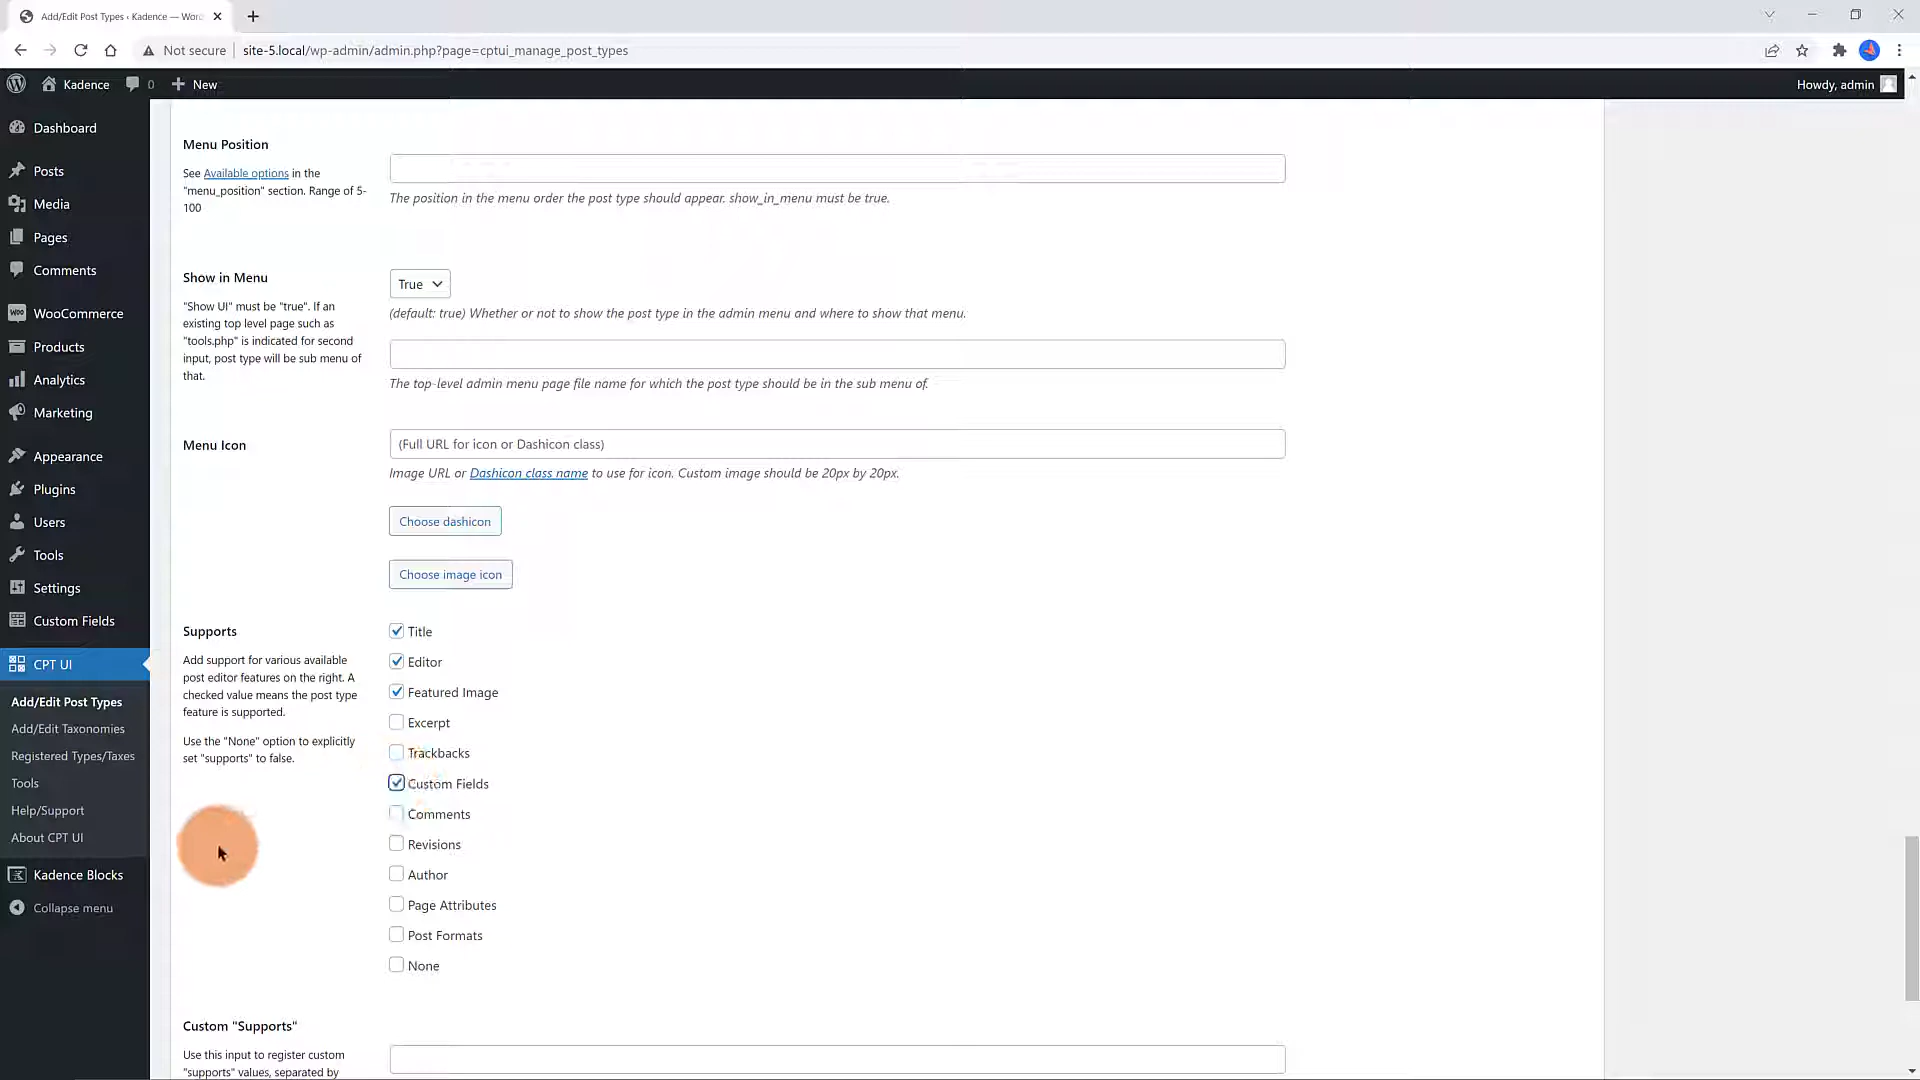 Add/Edit Post Types ‹ Kadence — Wor
Not secure
site-5.local/wp-admin/admin.php?page=cptui_manage_post_types
Kadence
0
New
Howdy, admin
Dashboard
Posts
Media
Pages
Comments
WooCommerce
Products
Analytics
Marketing
Appearance
Plugins
Users
Tools
Settings
Custom Fields
CPT UI
Add/Edit Post Types
Add/Edit Taxonomies
Registered Types/Taxes
Tools
Help/Support
About CPT UI
Kadence Blocks
Collapse menu
Menu Position
See Available options in the
"menu_position" section. Range of 5-
100
The position in the menu order the post type should appear. show_in_menu must be true.
Show in Menu
"Show UI" must be "true". If an
existing top level page such as
"tools.php" is indicated for second
input, post type will be sub menu of
that.
True
(default: true) Whether or not to show the post type in the admin menu and where to show that menu.
The top-level admin menu page file name for which the post type should be in the sub menu of.
Menu Icon
(Full URL for icon or Dashicon class)
Image URL or Dashicon class name to use for icon. Custom image should be 20px by 20px.
Choose dashicon
Choose image icon
Supports
Add support for various available
post editor features on the right. A
checked value means the post type
feature is supported.
Use the "None" option to explicitly
set "supports" to false.
Title
Editor
Featured Image
Excerpt
Trackbacks
Custom Fields
Comments
Revisions
Author
Page Attributes
Post Formats
None
Custom "Supports"
Use this input to register custom
"supports" values, separated by